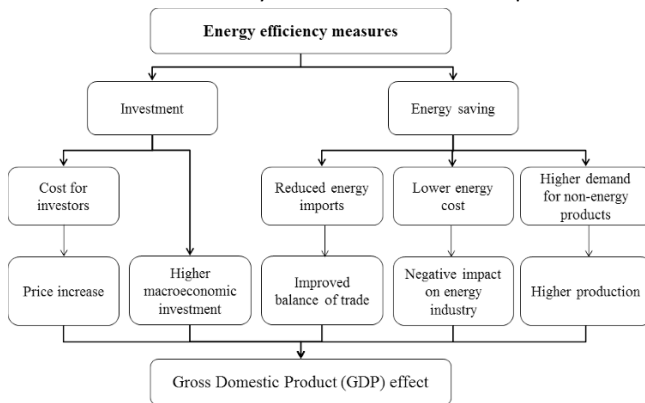 Energy efficiency measures
Investment
Energy saving
Cost for
investors
Reduced energy
imports
Lower energy
cost
Higher demand
for non-energy
products
Price increase
Higher
macroeconomic
investment
Improved
balance of trade
Negative impact
on energy
industry
Higher production
Gross Domestic Product (GDP) effect